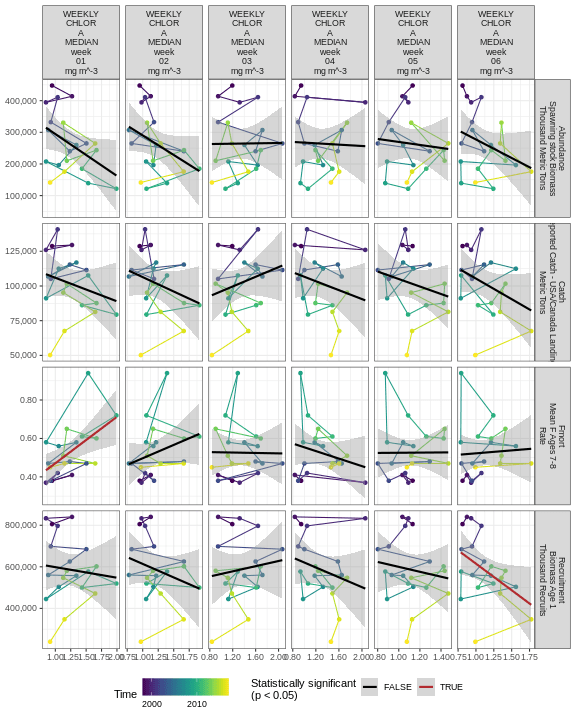 WEEKLY
CHLOR
A
MEDIAN
week
01
mg m^-3
WEEKLY
CHLOR
A
MEDIAN
week
02
mg m^-3
WEEKLY
CHLOR
A
MEDIAN
week
03
mg m^-3
WEEKLY
CHLOR
A
MEDIAN
week
04
mg m^-3
WEEKLY
CHLOR
A
MEDIAN
week
05
mg m^-3
WEEKLY
CHLOR
A
MEDIAN
week
06
mg m^-3
400,000
300,000
200,000
100,000
Abundance
Spawning stock Biomass
Thousand Metric Tons
125,000
100,000
75,000
50,000
Catch
ported Catch - USA/Canada Landin
Metric Tons
0.80
0.60
0.40
Fmort
Mean F Ages 7-8
Rate
800,000
600,000
400,000
Recruitment
Biomass Age 1
Thousand Recruits
1.00 1.25 1.50 1.75 2.00
0.75 1.00 1.25 1.50 1.75
0.80 1.20 1.60 2.00
0.80 1.20 1.60 2.00
0.80 1.00 1.20 1.40
0.75 1.00 1.25 1.50 1.75
Time
2000 2010
Statistically significant
(p < 0.05)
FALSE
TRUE